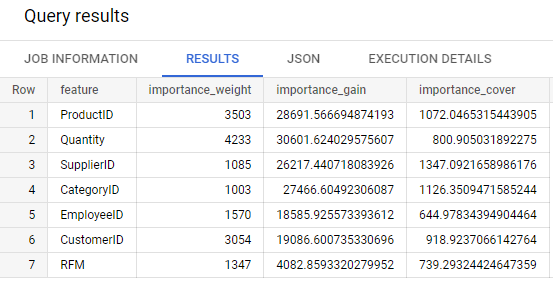 Query results
JOB INFORMATION RESULTS JSON EXECUTION DETAILS
Row feature importance_weight importance_gain importance_cover
1 ProductID 3503 28691.566694874193 1072.0465315443905
2 Quantity 4233 30601.624029575607 800.905031892275
3 SupplierID 1085 26217.440718083926 1347.0921658986176
4 CategoryID 1003 27466.60492306087 1126.3509471585244
5 EmployeeID 1570 18585.925573393612 644.97834394904464
6 CustomerID 3054 19086.600735330696 918.9237066142764
7 RFM 1347 4082.8593320279952 739.29324424647359